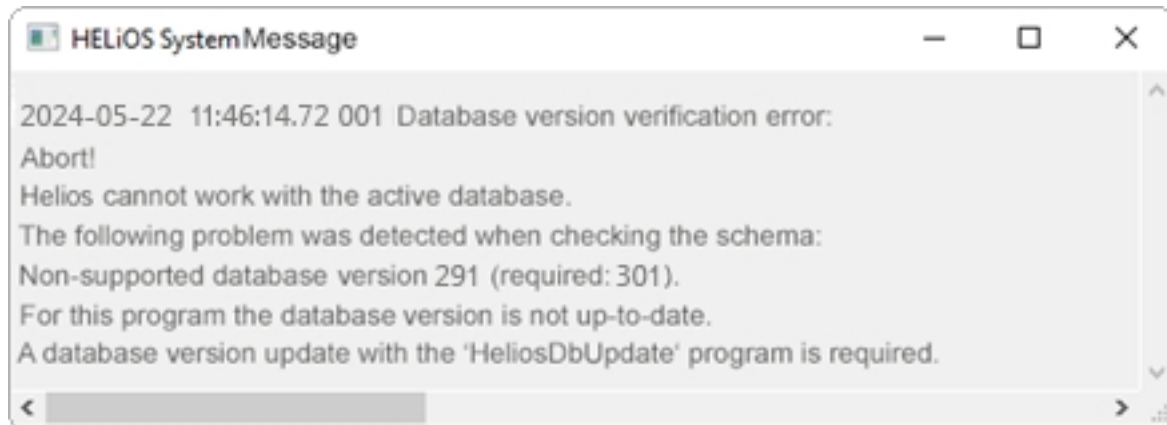 HELiOS System Message
2024-05-22 11:46:14.72 001 Database version verification error:
Abort!
Helios cannot work with the active database.
The following problem was detected when checking the schema:
Non-supported database version 291 (required: 301).
For this program the database version is not up-to-date.
A database version update with the ‘HeliosDbUpdate‘ program is required.